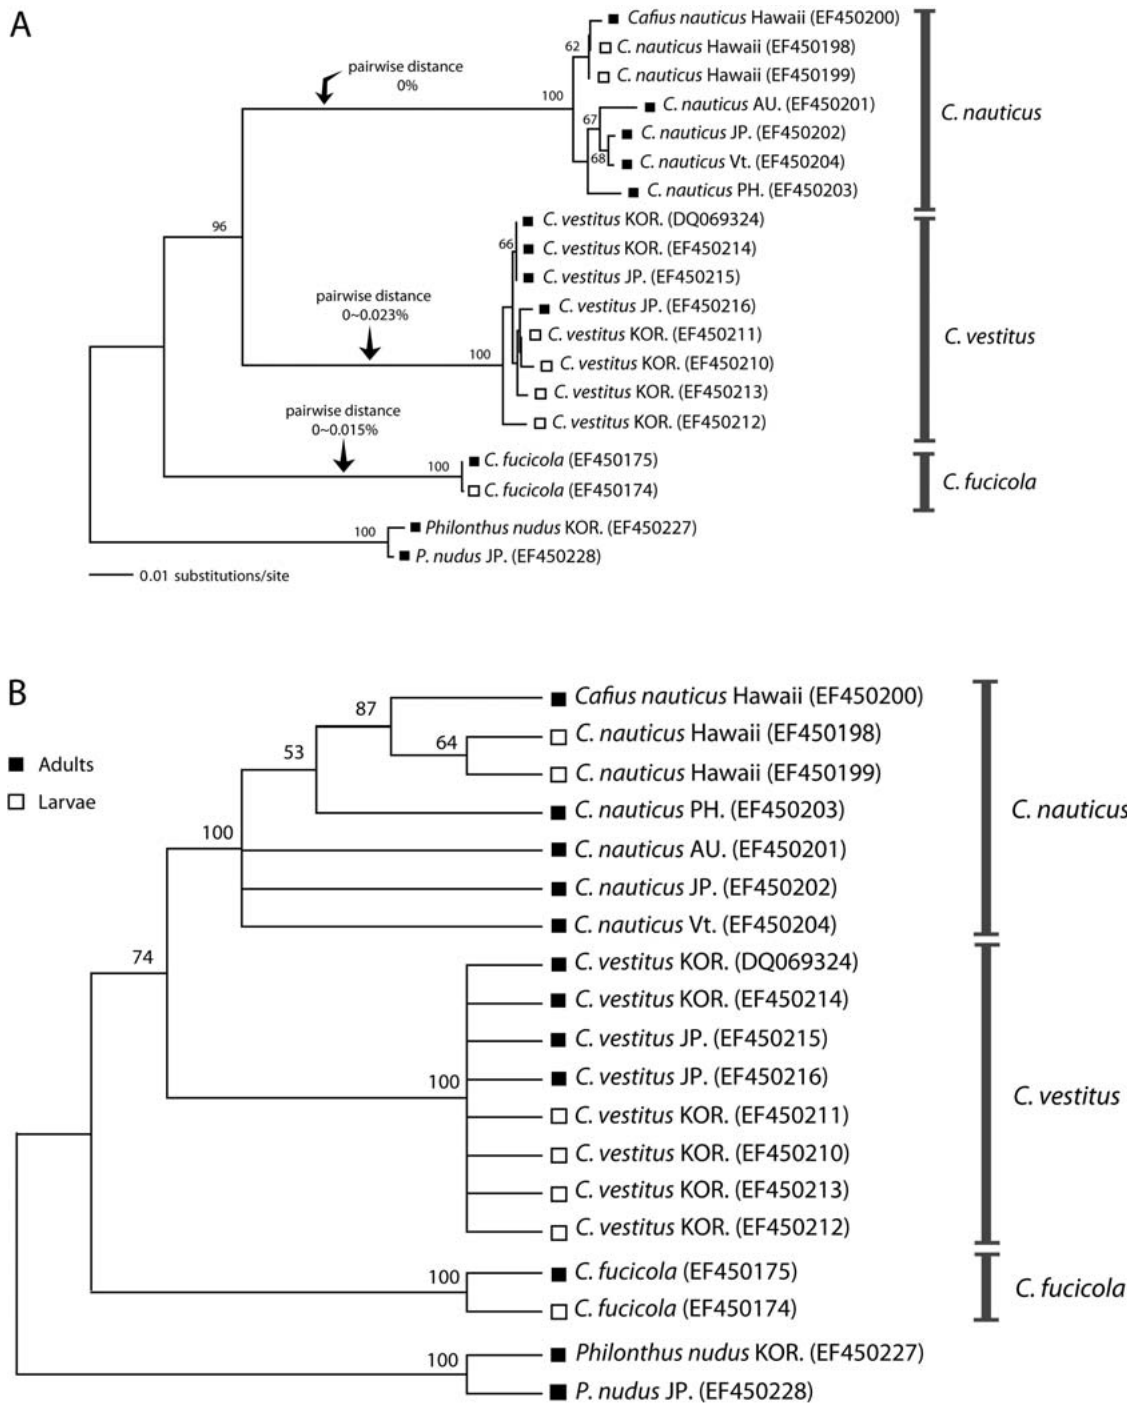 A
pairwise distance
0%
62
100
67
68
Cafius nauticus Hawaii (EF450200)
C. nauticus Hawaii (EF450198)
C. nauticus Hawaii (EF450199)
C. nauticus AU. (EF450201)
C. nauticus JP. (EF450202)
C. nauticus Vt. (EF450204)
C. nauticus PH. (EF450203)
C. nauticus
96
66
pairwise distance
0~0.023%
100
C. vestitus KOR. (DQ069324)
C. vestitus KOR. (EF450214)
C. vestitus JP. (EF450215)
C. vestitus JP. (EF450216)
C. vestitus KOR. (EF450211)
C. vestitus KOR. (EF450210)
C. vestitus KOR. (EF450213)
C. vestitus KOR. (EF450212)
C. vestitus
pairwise distance
0~0.015%
100
C. fucicola (EF450175)
C. fucicola (EF450174)
C. fucicola
100
Philonthus nudus KOR. (EF450227)
P. nudus JP. (EF450228)
0.01 substitutions/site
B
Adults
Larvae
87
64
53
100
74
Cafius nauticus Hawaii (EF450200)
C. nauticus Hawaii (EF450198)
C. nauticus Hawaii (EF450199)
C. nauticus PH. (EF450203)
C. nauticus AU. (EF450201)
C. nauticus JP. (EF450202)
C. nauticus Vt. (EF450204)
C. nauticus
100
C. vestitus KOR. (DQ069324)
C. vestitus KOR. (EF450214)
C. vestitus JP. (EF450215)
C. vestitus JP. (EF450216)
C. vestitus KOR. (EF450211)
C. vestitus KOR. (EF450210)
C. vestitus KOR. (EF450213)
C. vestitus KOR. (EF450212)
C. vestitus
100
C. fucicola (EF450175)
C. fucicola (EF450174)
C. fucicola
100
Philonthus nudus KOR. (EF450227)
P. nudus JP. (EF450228)